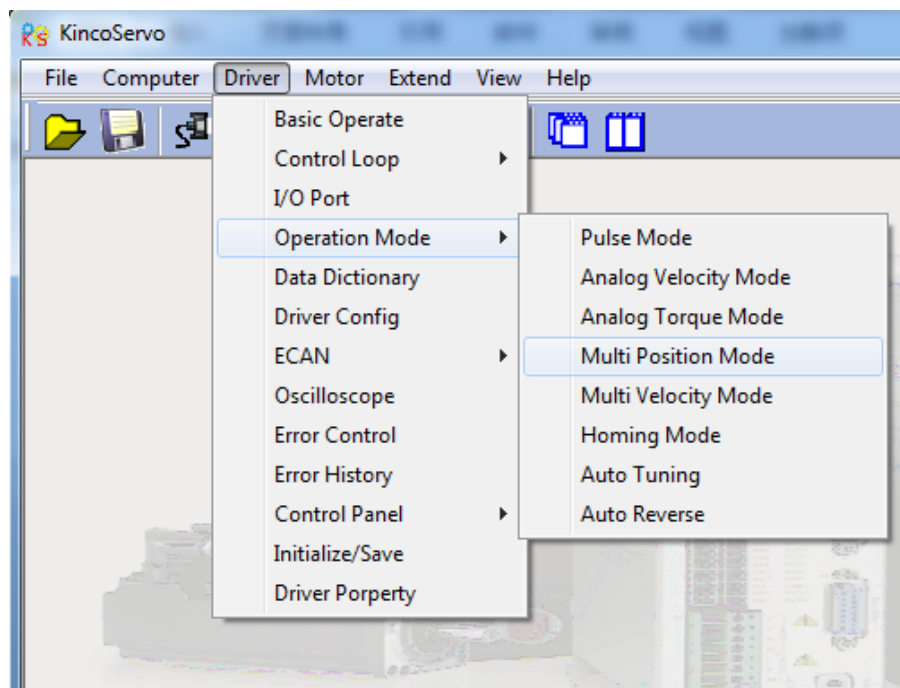 KincoServo
File Computer Driver Motor Extend View Help
Basic Operate
Control Loop
I/O Port
Operation Mode
Data Dictionary
Driver Config
ECAN
Oscilloscope
Error Control
Error History
Control Panel
Initialize/Save
Driver Porperty
Pulse Mode
Analog Velocity Mode
Analog Torque Mode
Multi Position Mode
Multi Velocity Mode
Homing Mode
Auto Tuning
Auto Reverse